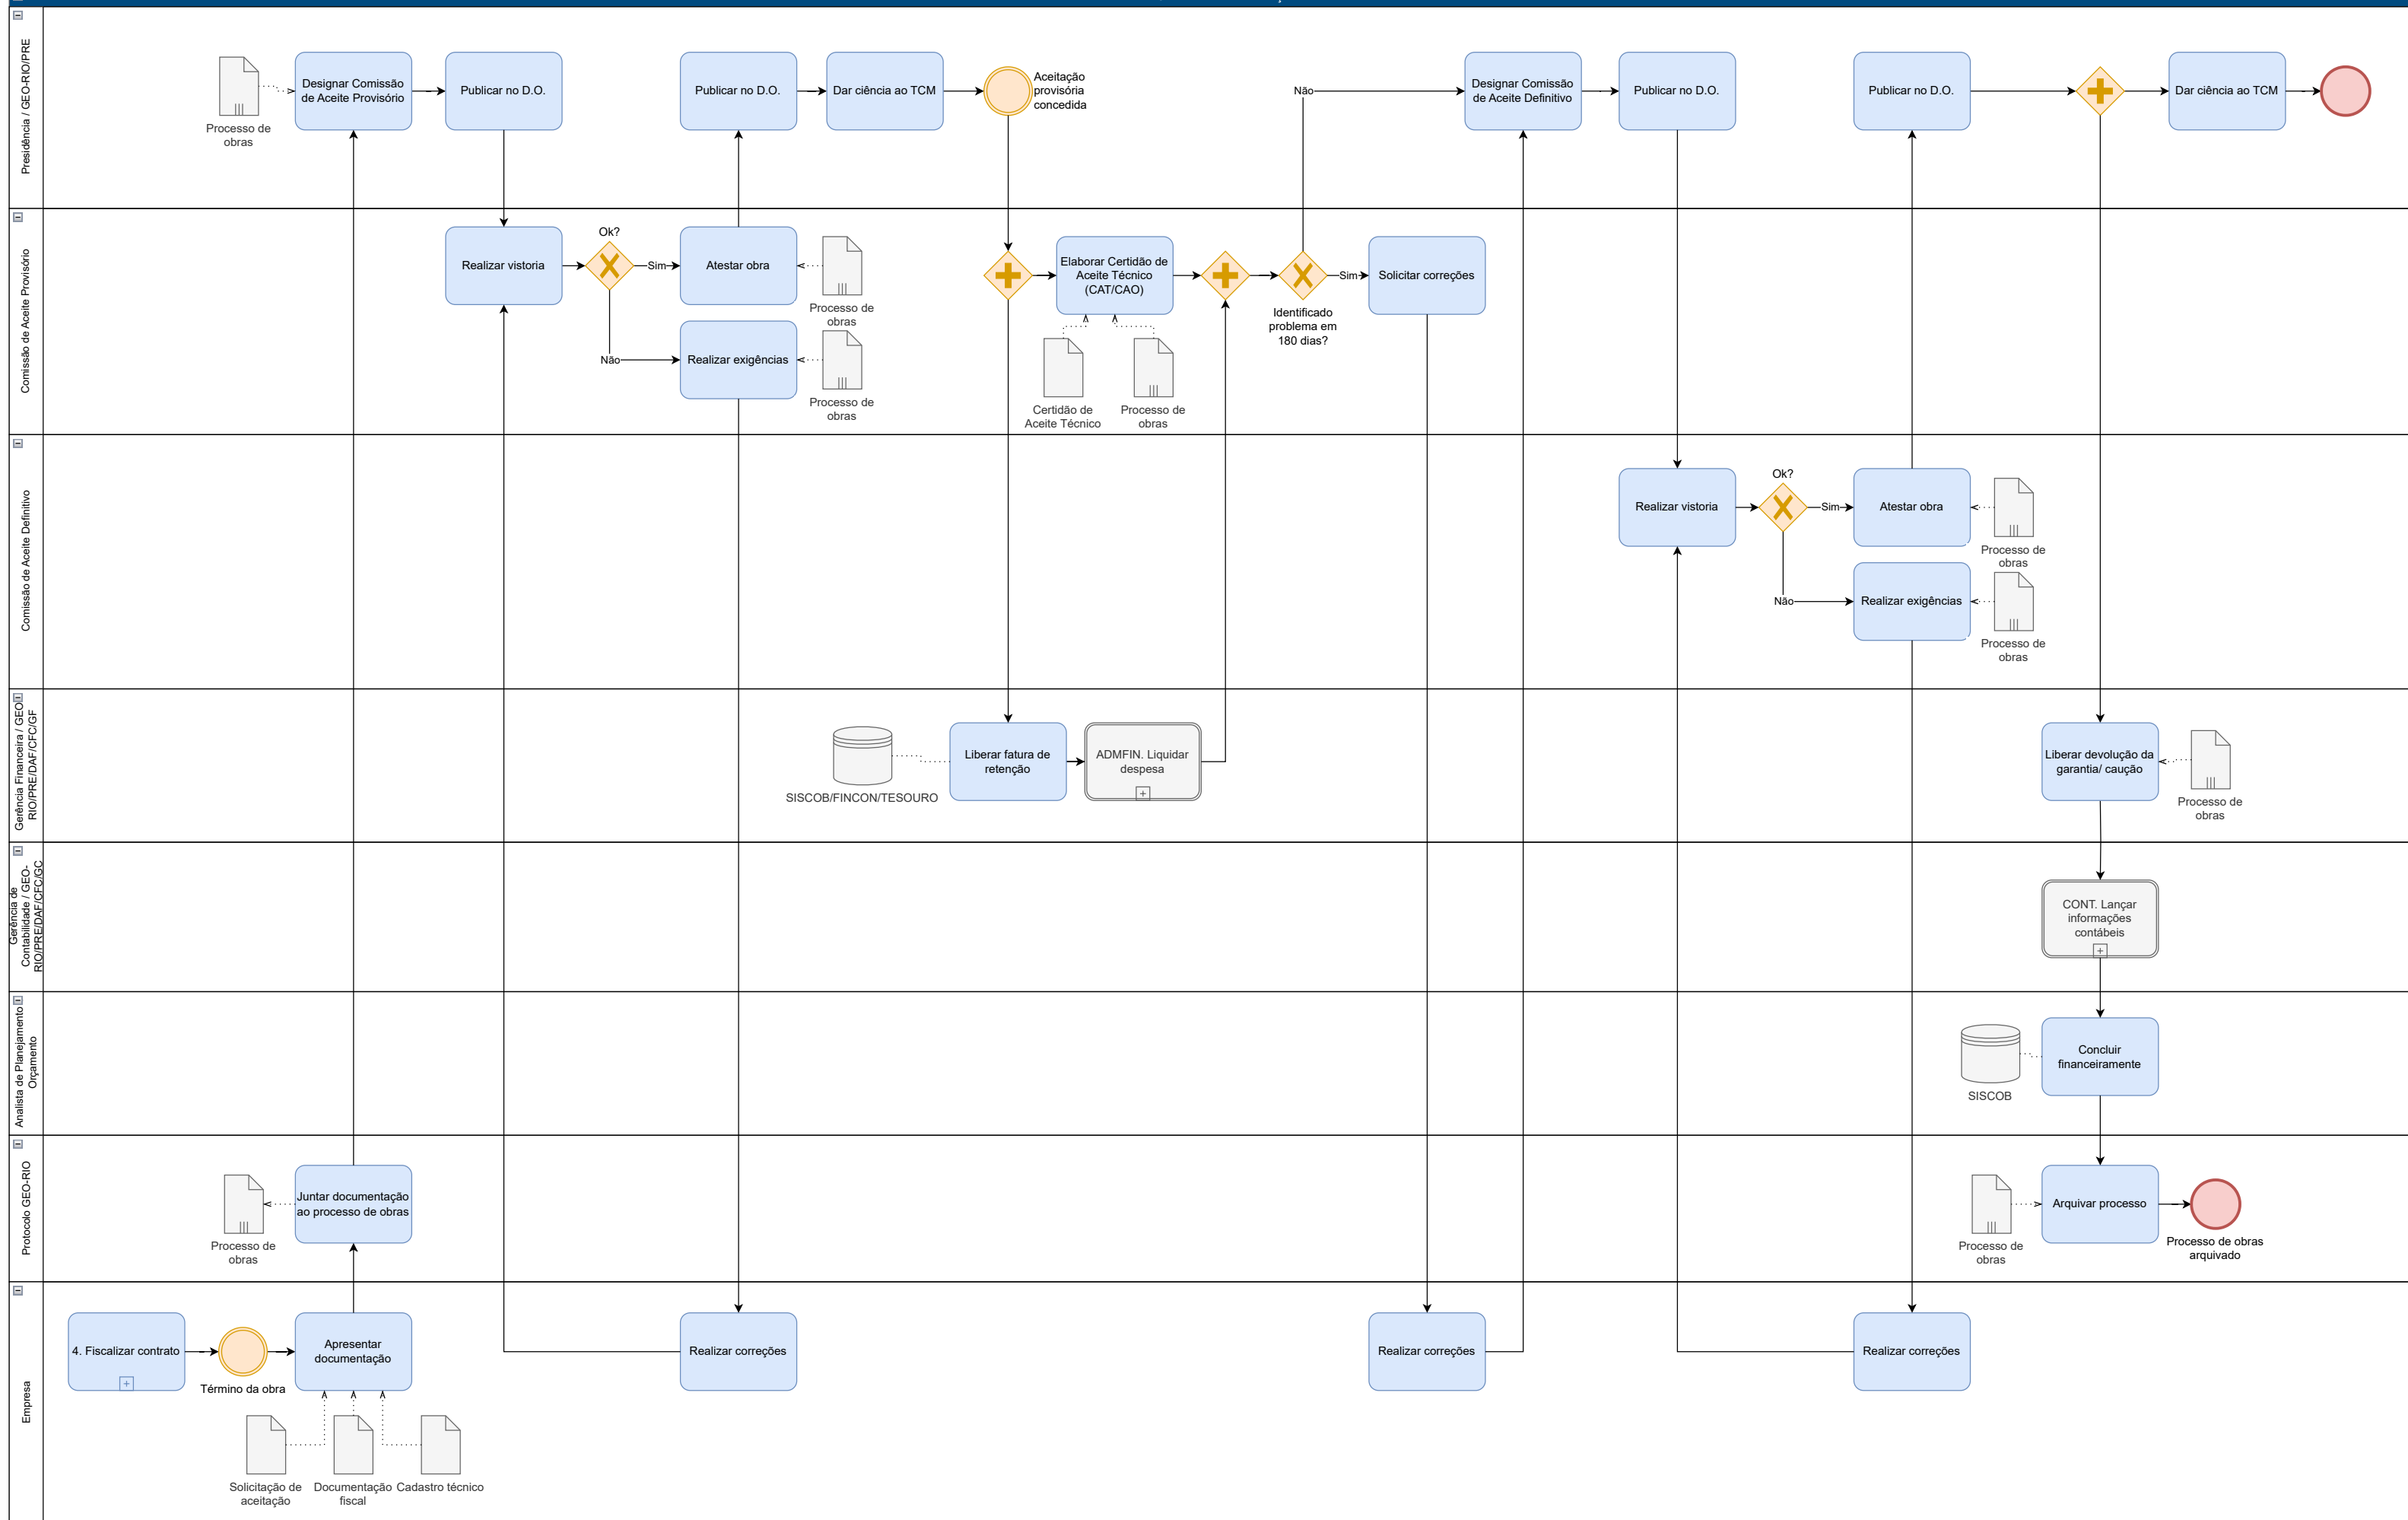 Presidência / GEO-RIO/PRE
Processo de
obras
Designar Comissão
de Aceite Provisório
Publicar no D.O.
Publicar no D.O.
Dar ciência ao TCM
Aceitação
provisória
concedida
Não
Designar Comissão
de Aceite Definitivo
Publicar no D.O.
Publicar no D.O.
Dar ciência ao TCM
Comissão de Aceite Provisório
Realizar vistoria
Ok?
Sim
Atestar obra
Processo de
obras
Não
Realizar exigências
Processo de
obras
Elaborar Certidão de
Aceite Técnico
(CAT/CAO)
Certidão de
Aceite Técnico
Processo de
obras
Identificado
problema em
180 dias?
Sim
Solicitar correções
Comissão de Aceite Definitivo
Realizar vistoria
Ok?
Sim
Atestar obra
Processo de
obras
Não
Realizar exigências
Processo de
obras
Gerência Financeira / GEO
RIO/PRE/DAF/CFC/GF
SISCOB/FINCON/TESOURO
Liberar fatura de
retenção
ADMFIN. Liquidar
despesa
Liberar devolução da
garantia/ caução
Processo de
obras
Gerência de
Contabilidade / GEO-
RIO/PRE/DAF/CFC/GC
CONT. Lançar
informações
contábeis
Analista de Planejamento
Orçamento
SISCOB
Concluir
financeiramente
Protocolo GEO-RIO
Processo de
obras
Juntar documentação
ao processo de obras
Processo de
obras
Arquivar processo
Processo de obras
arquivado
Empresa
4. Fiscalizar contrato
Término da obra
Apresentar
documentação
Solicitação de
aceitação
Documentação
fiscal
Cadastro técnico
Realizar correções
Realizar correções
Realizar correções